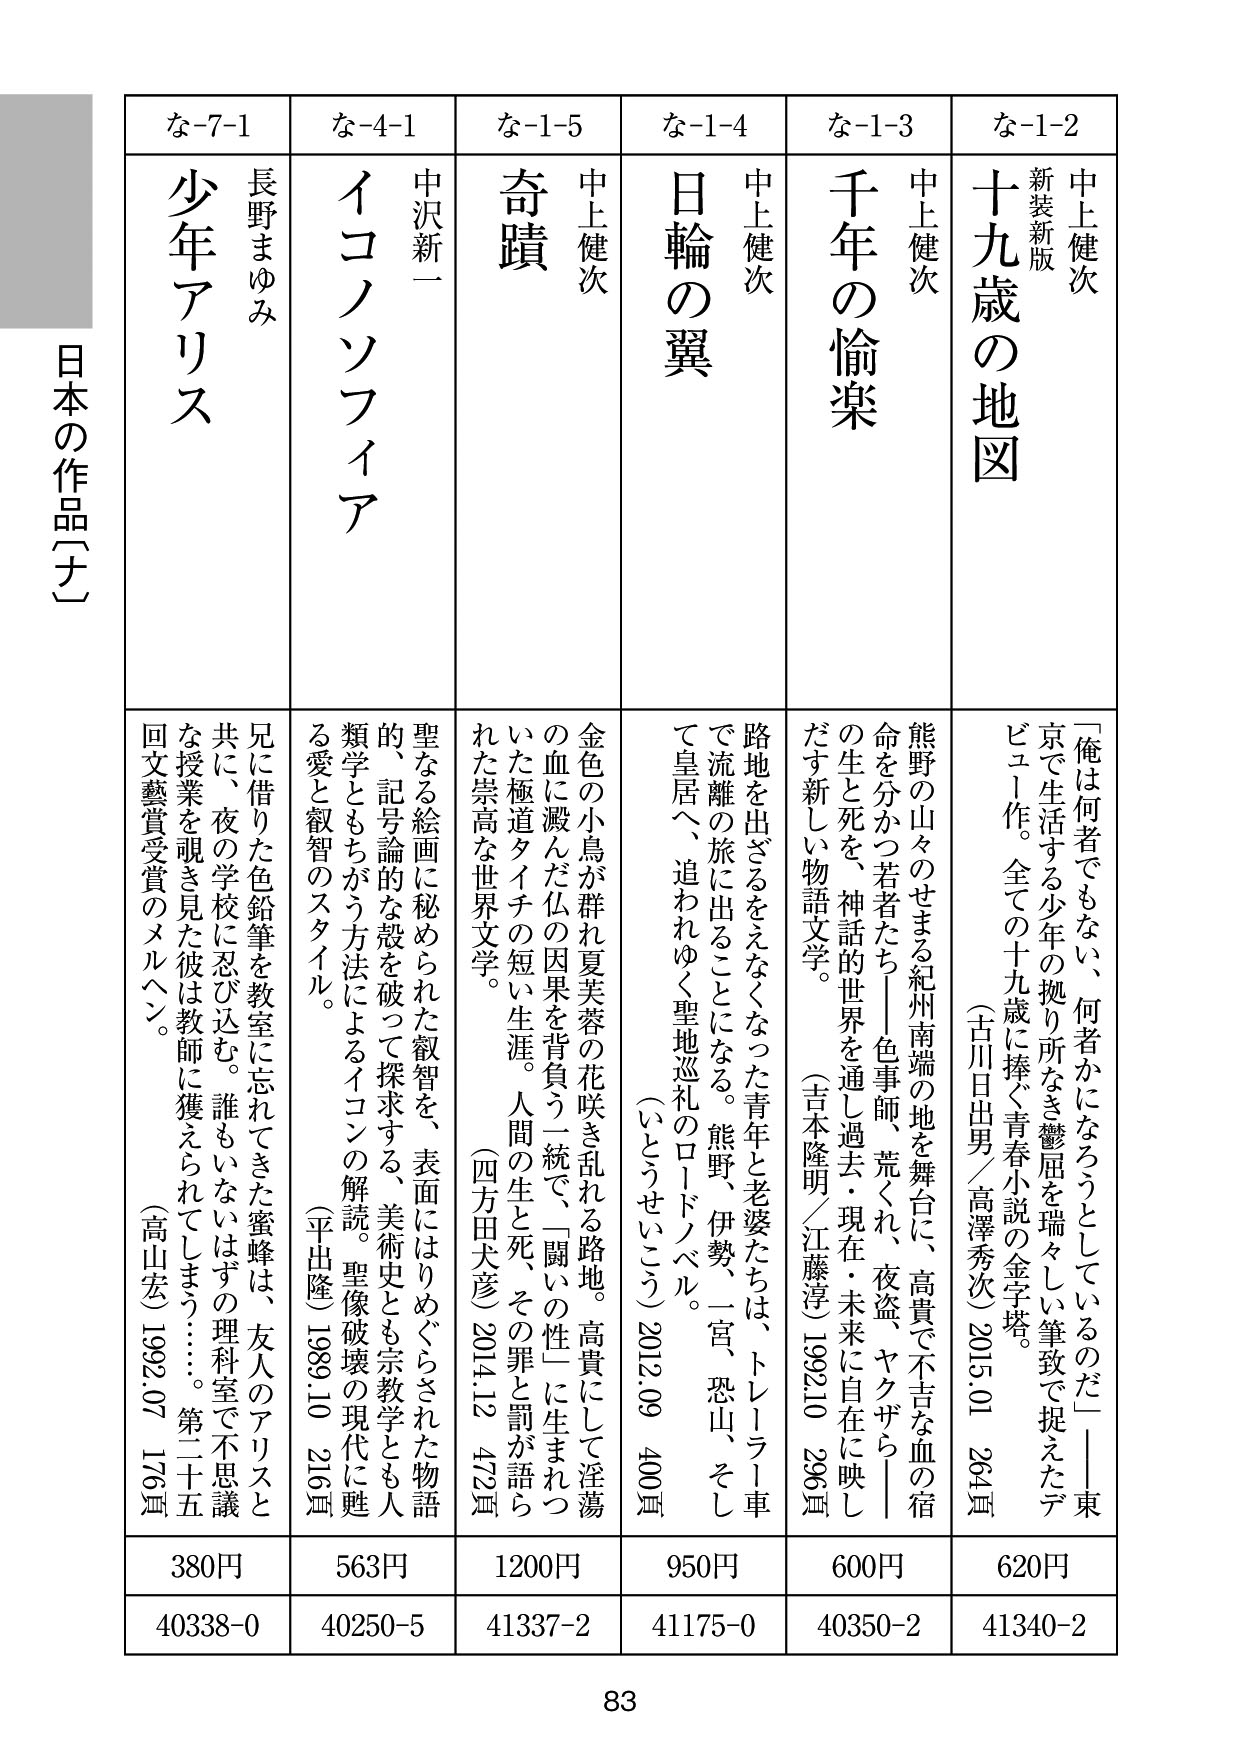 な-1-2
中上健次
新装新版
十九歳の地図
「俺は何者でもない、何者かになろうとしているのだ」――東
京で生活する少年の拠り所なき鬱屈を瑞々しい筆致で捉えたデ
ビュー作。全ての十九歳に捧ぐ青春小説の金字塔。
(古川日出男/高澤秀次) 2015.01 264頁
620円
41340-2
な-1-3
中上健次
千年の愉楽
熊野の山々のせまる紀州南端の地を舞台に、高貴で不吉な血の宿
命を分かつ若者たち――色事師、荒くれ、夜盗、ヤクザら――
の生と死を、神話的世界を通し過去・現在・未来に自在に映し
だす新しい物語文学。
(吉本隆明/江藤淳) 1992.10 296頁
600円
40350-2
な-1-4
中上健次
日輪の翼
路地を出ざるをえなくなった青年と老婆たちは、トレーラー車
で流離の旅に出ることになる。熊野、伊勢、一宮、恐山、そし
て皇居へ、追われゆく聖地巡礼のロードノベル。
(いとうせいこう) 2012.09 400頁
950円
41175-0
な-1-5
中上健次
奇蹟
金色の小鳥が群れ夏芙蓉の花咲き乱れる路地。高貴にして淫蕩
の血に澱んだ仏の因果を背負う一統で、「闘いの性」に生まれつ
いた極道タイチの短い生涯。人間の生と死、その罪と罰が語ら
れた崇高な世界文学。
(四方田犬彦) 2014.12 472頁
1200円
41337-2
な-4-1
中沢新一
イコノソフィア
聖なる絵画に秘められた叡智を、表面にはりめぐらされた物語
的、記号論的な殻を破って探求する、美術史とも宗教学とも人
類学ともちがう方法によるイコンの解読。聖像破壊の現代に甦
る愛と叡智のスタイル。
(平出隆) 1989.10 216頁
563円
40250-5
な-7-1
長野まゆみ
少年アリス
兄に借りた色鉛筆を教室に忘れてきた蜜蜂は、友人のアリスと
共に、夜の学校に忍び込む。誰もいないはずの理科室で不思議
な授業を覗き見た彼は教師に獲えられてしまう……。第二十五
回文藝賞受賞のメルヘン。
(高山宏) 1992.07 176頁
380円
40338-0
日本の作品〔ナ〕
83